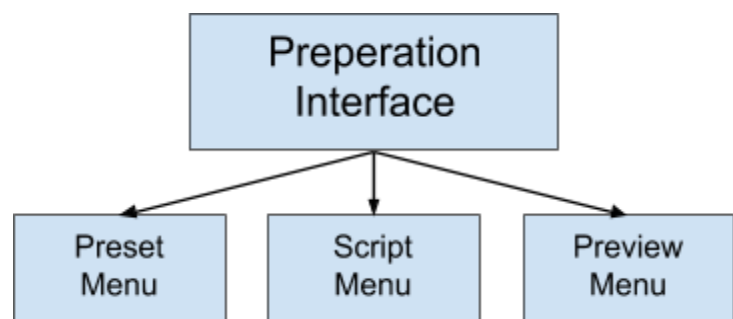 Preperation
Interface
Preset
Menu
Script
Menu
Preview
Menu